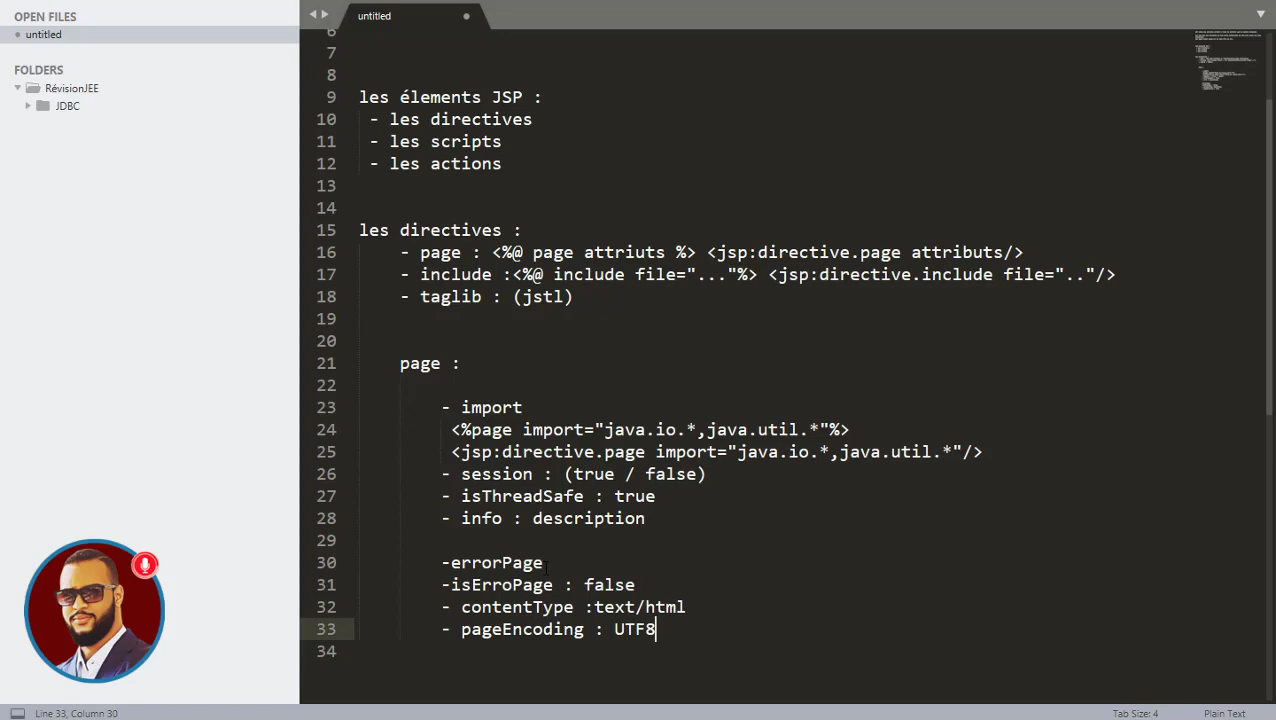 OPEN FILES
untitled
FOLDERS
RévisionJEE
JDBC
untitled
6
7
8
9 les élements JSP :
10 - les directives
11 - les scripts
12 - les actions
13
14
15 les directives :
16 - page : <%@ page attriuts %> <jsp:directive.page attributs/>
17 - include :<%@ include file="..."%> <jsp:directive.include file=".."/>
18 - taglib : (jstl)
19
20
21 page :
22
23 - import
24 <%page import="java.io.*,java.util.*"%>
25 <jsp:directive.page import="java.io.*,java.util.*"/>
26 - session : (true / false)
27 - isThreadSafe : true
28 - info : description
29
30 -errorPage
31 -isErroPage : false
32 - contentType :text/html
33 - pageEncoding : UTF8
34
Line 33, Column 30
Tab Size: 4
Plain Text